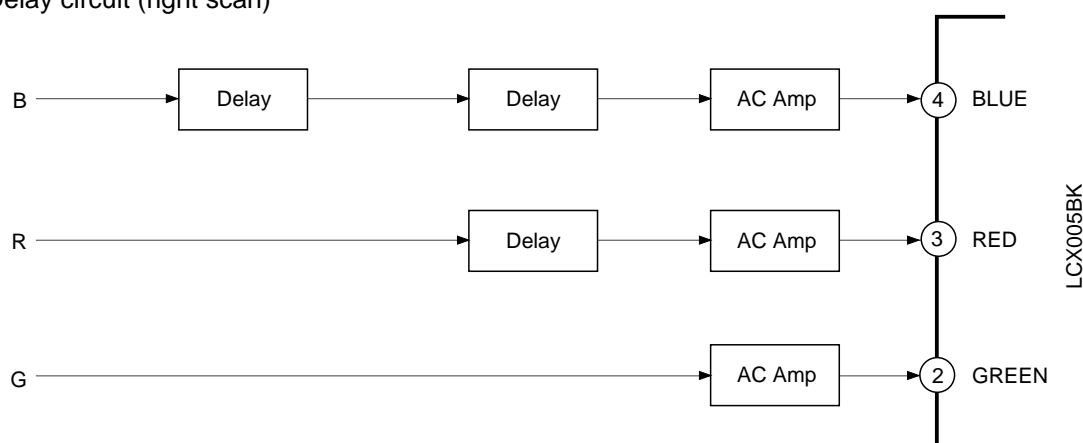 Delay circuit (right scan)
B Delay Delay AC Amp 4 BLUE
R Delay AC Amp 3 RED
G AC Amp 2 GREEN
LCX005BK